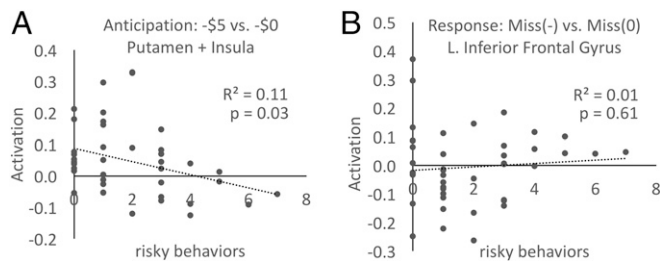 A
Anticipation: -$5 vs. -$0
Putamen + Insula
R² = 0.11
p = 0.03
Activation
0.4
0.3
0.2
0.1
0.0
-0.1
-0.2
0 2 4 6 8
risky behaviors
B
Response: Miss(-) vs. Miss(0)
L. Inferior Frontal Gyrus
R² = 0.01
p = 0.61
Activation
0.5
0.4
0.3
0.2
0.1
0.0
-0.1
-0.2
-0.3
0 2 4 6 8
risky behaviors